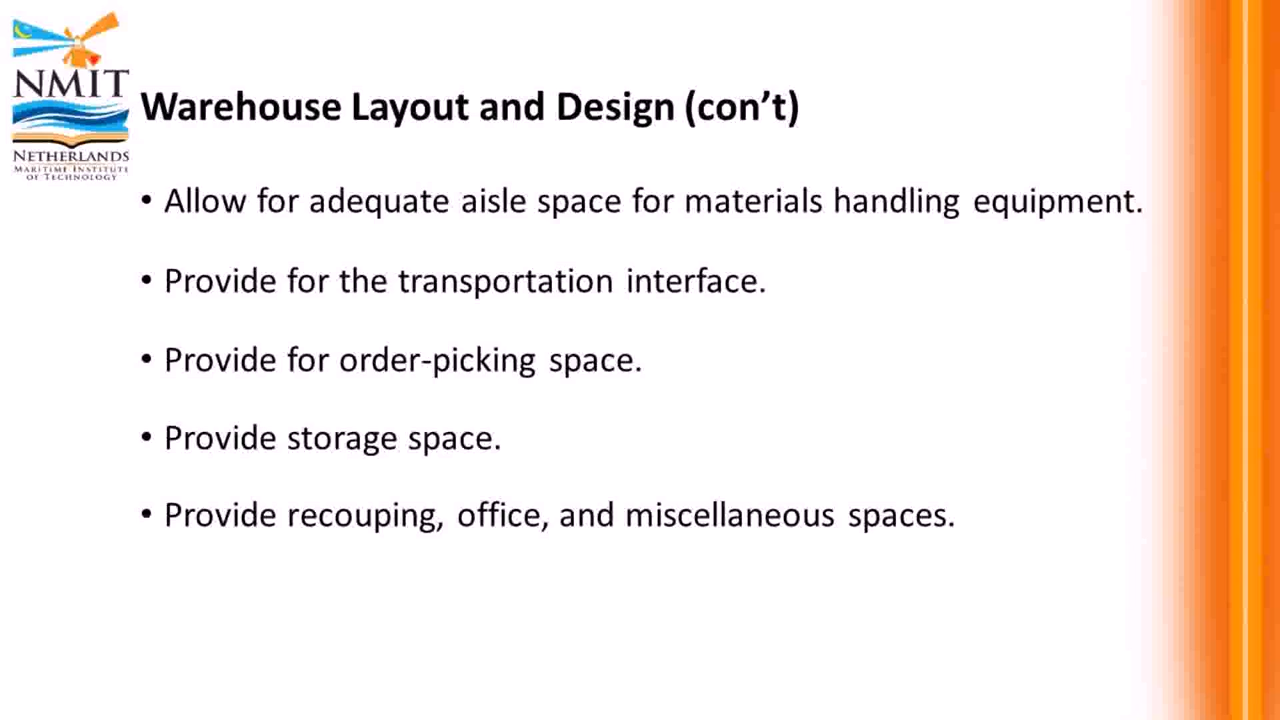 NMIT
NETHERLANDS
MARITIME INSTITUTE
OF TECHNOLOGY
Warehouse Layout and Design (con’t)
• Allow for adequate aisle space for materials handling equipment.
• Provide for the transportation interface.
• Provide for order-picking space.
• Provide storage space.
• Provide recouping, office, and miscellaneous spaces.